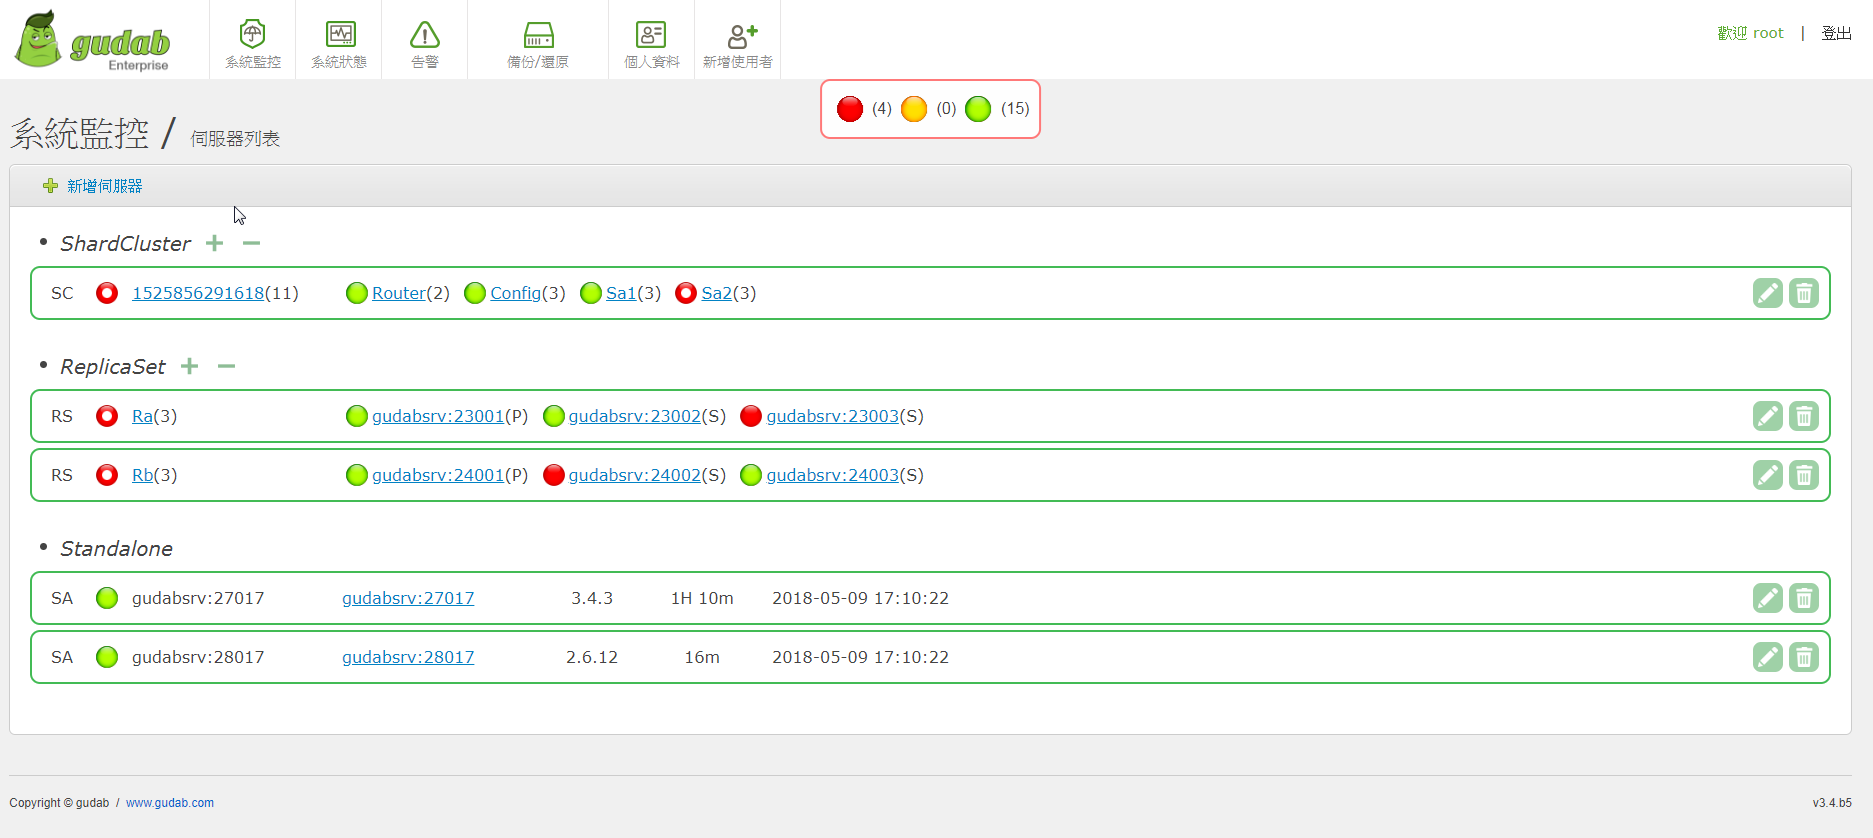 gudab
Enterprise
系統監控 系統狀態 告警 備份/還原 個人資料 新增使用者
歡迎 root | 登出
(4) (0) (15)
系統監控 / 伺服器列表
新增伺服器
ShardCluster
SC 1525856291618(11) Router(2) Config(3) Sa1(3) Sa2(3)
ReplicaSet
RS Ra(3) gudabsrv:23001(P) gudabsrv:23002(S) gudabsrv:23003(S)
RS Rb(3) gudabsrv:24001(P) gudabsrv:24002(S) gudabsrv:24003(S)
Standalone
SA gudabsrv:27017 gudabsrv:27017 3.4.3 1H 10m 2018-05-09 17:10:22
SA gudabsrv:28017 gudabsrv:28017 2.6.12 16m 2018-05-09 17:10:22
Copyright © gudab / www.gudab.com v3.4.b5